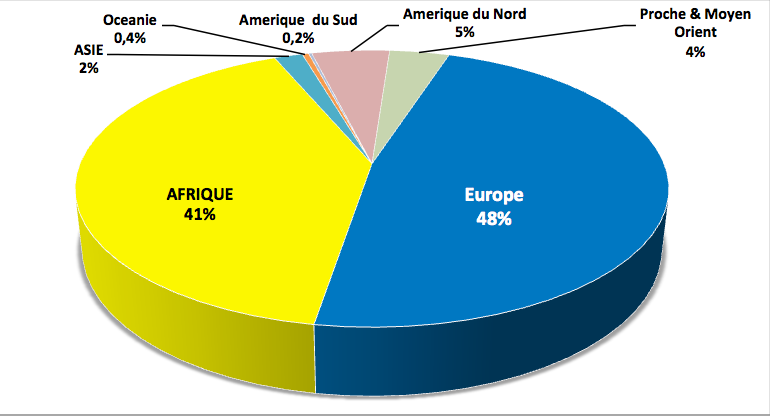 Oceanie
0,4%
Amerique du Sud
0,2%
Amerique du Nord
5%
Proche & Moyen
Orient
4%
ASIE
2%
AFRIQUE
41%
Europe
48%